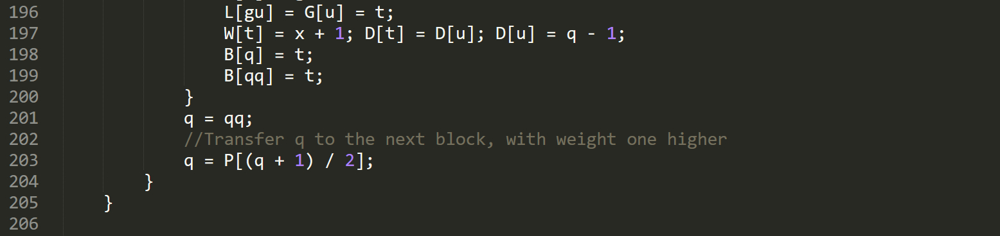 196 L[gu] = G[u] = t;
197 W[t] = x + 1; D[t] = D[u]; D[u] = q - 1;
198 B[q] = t;
199 B[qq] = t;
200 }
201 q = qq;
202 //Transfer q to the next block, with weight one higher
203 q = P[(q + 1) / 2];
204 }
205 }
206